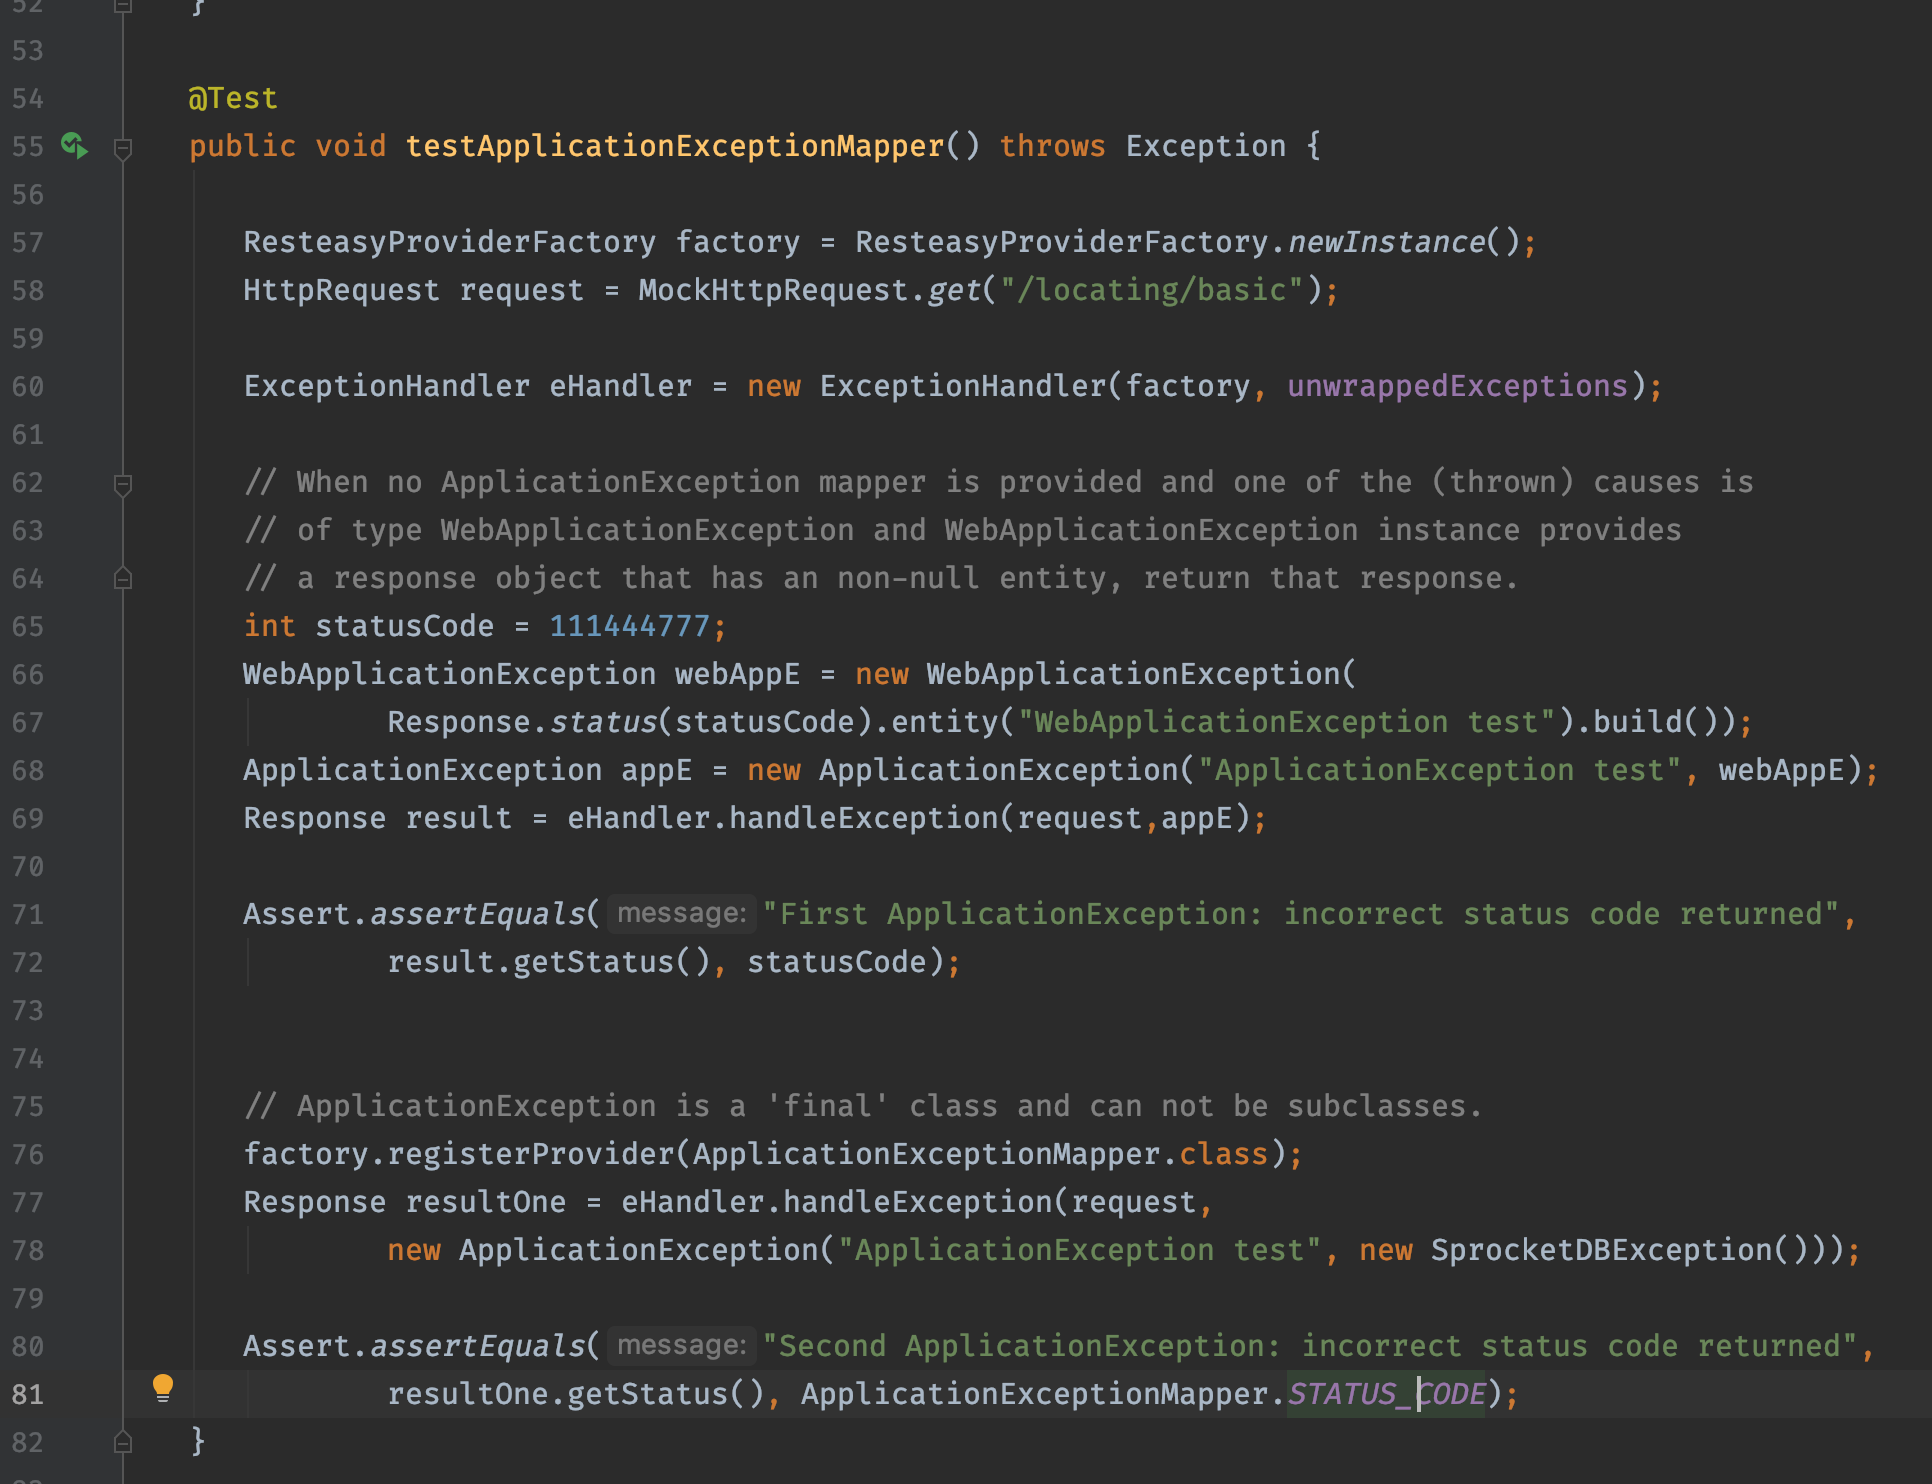 52 }
53
54 @Test
55 public void testApplicationExceptionMapper() throws Exception {
56
57 ResteasyProviderFactory factory = ResteasyProviderFactory.newInstance();
58 HttpRequest request = MockHttpRequest.get("/locating/basic");
59
60 ExceptionHandler eHandler = new ExceptionHandler(factory, unwrappedExceptions);
61
62 // When no ApplicationException mapper is provided and one of the (thrown) causes is
63 // of type WebApplicationException and WebApplicationException instance provides
64 // a response object that has an non-null entity, return that response.
65 int statusCode = 111444777;
66 WebApplicationException webAppE = new WebApplicationException(
67 Response.status(statusCode).entity("WebApplicationException test").build());
68 ApplicationException appE = new ApplicationException("ApplicationException test", webAppE);
69 Response result = eHandler.handleException(request,appE);
70
71 Assert.assertEquals( message: "First ApplicationException: incorrect status code returned",
72 result.getStatus(), statusCode);
73
74
75 // ApplicationException is a 'final' class and can not be subclasses.
76 factory.registerProvider(ApplicationExceptionMapper.class);
77 Response resultOne = eHandler.handleException(request,
78 new ApplicationException("ApplicationException test", new SprocketDBException()));
79
80 Assert.assertEquals( message: "Second ApplicationException: incorrect status code returned",
81 resultOne.getStatus(), ApplicationExceptionMapper.STATUS_CODE);
82 }